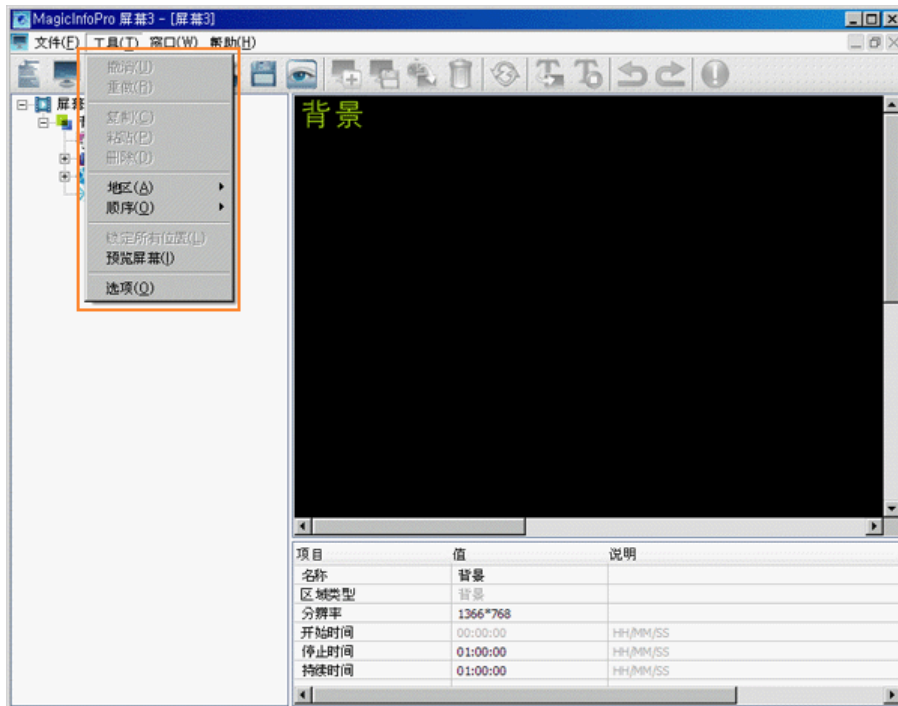 MagicInfoPro 屏幕3 - [屏幕3]
文件(F) 工具(T) 窗口(W) 帮助(H)
撤消(U)
重做(R)
复制(C)
粘贴(P)
删除(D)
地区(A)
顺序(O)
锁定所有位置(L)
预览屏幕(I)
选项(O)
屏幕
背景
项目 值 说明
名称 背景
区域类型 背景
分辨率 1366*768
开始时间 00:00:00 HH/MM/SS
停止时间 01:00:00 HH/MM/SS
持续时间 01:00:00 HH/MM/SS